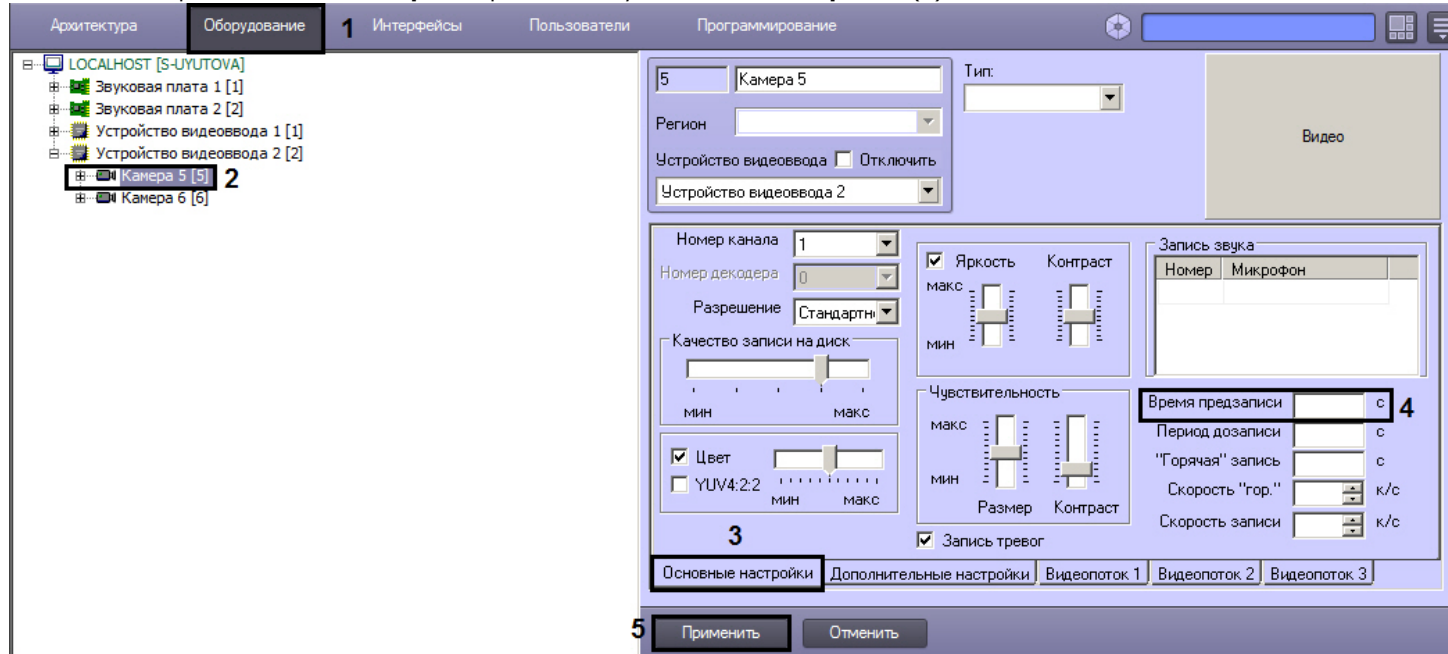 Архитектура Оборудование 1 Интерфейсы Пользователи Программирование
LOCALHOST [S-UYUTOVA]
Звуковая плата 1 [1]
Звуковая плата 2 [2]
Устройство видеоввода 1 [1]
Устройство видеоввода 2 [2]
Камера 5 [5] 2
Камера 6 [6]
5 Камера 5
Тип:
Регион
Устройство видеоввода Отключить
Устройство видеоввода 2
Видео
Номер канала 1
Номер декодера 0
Разрешение Стандартн
Качество записи на диск
мин макс
Цвет
YUV4:2:2
мин макс
Яркость Контраст
макс
мин
Чувствительность
макс
мин
Размер Контраст
Запись тревог
Запись звука
Номер Микрофон
Время предзаписи с 4
Период дозаписи с
"Горячая" запись с
Скорость "гор." к/с
Скорость записи к/с
3
Основные настройки Дополнительные настройки Видеопоток 1 Видеопоток 2 Видеопоток 3
5 Применить Отменить